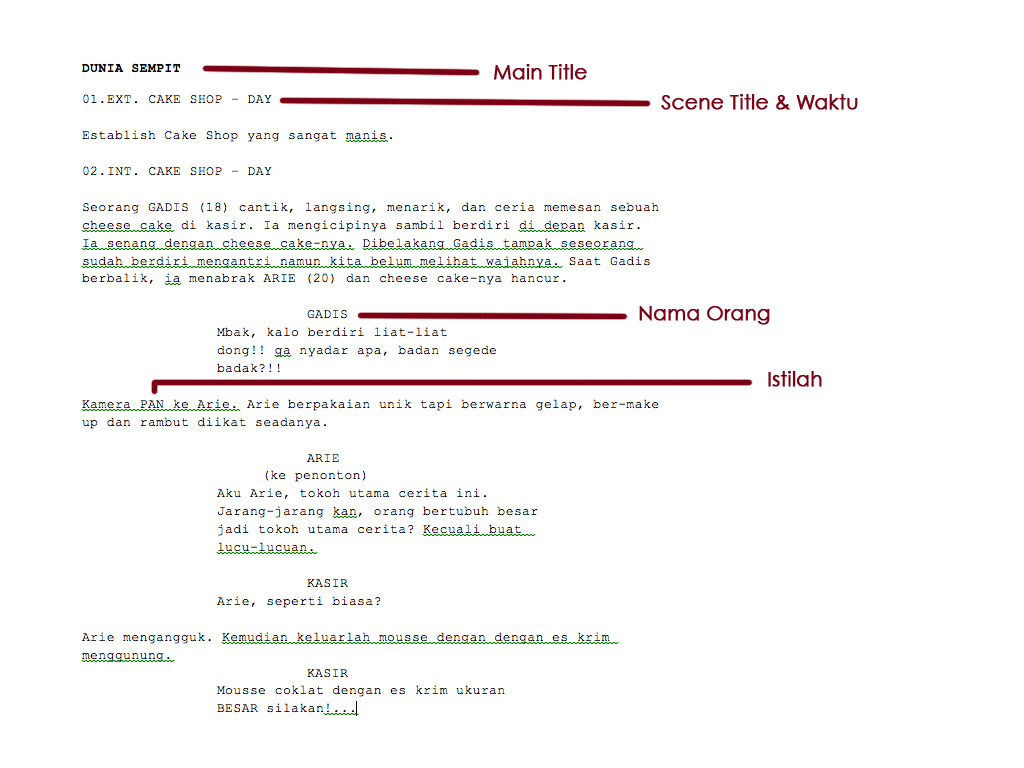 DUNIA SEMPIT
Main Title
01.EXT. CAKE SHOP – DAY
Scene Title & Waktu
Establish Cake Shop yang sangat manis.
02.INT. CAKE SHOP – DAY
Seorang GADIS (18) cantik, langsing, menarik, dan ceria memesan sebuah
cheese cake di kasir. Ia mengicipinya sambil berdiri di depan kasir.
Ia senang dengan cheese cake-nya. Dibelakang Gadis tampak seseorang
sudah berdiri mengantri namun kita belum melihat wajahnya. Saat Gadis
berbalik, ia menabrak ARIE (20) dan cheese cake-nya hancur.
GADIS
Nama Orang
Mbak, kalo berdiri liat-liat
dong!! ga nyadar apa, badan segede
badak?!!
Istilah
Kamera PAN ke Arie. Arie berpakaian unik tapi berwarna gelap, ber-make
up dan rambut diikat seadanya.
ARIE
(ke penonton)
Aku Arie, tokoh utama cerita ini.
Jarang-jarang kan, orang bertubuh besar
jadi tokoh utama cerita? Kecuali buat
lucu-lucuan.
KASIR
Arie, seperti biasa?
Arie mengangguk. Kemudian keluarlah mousse dengan dengan es krim
menggunung.
KASIR
Mousse coklat dengan es krim ukuran
BESAR silakan!...